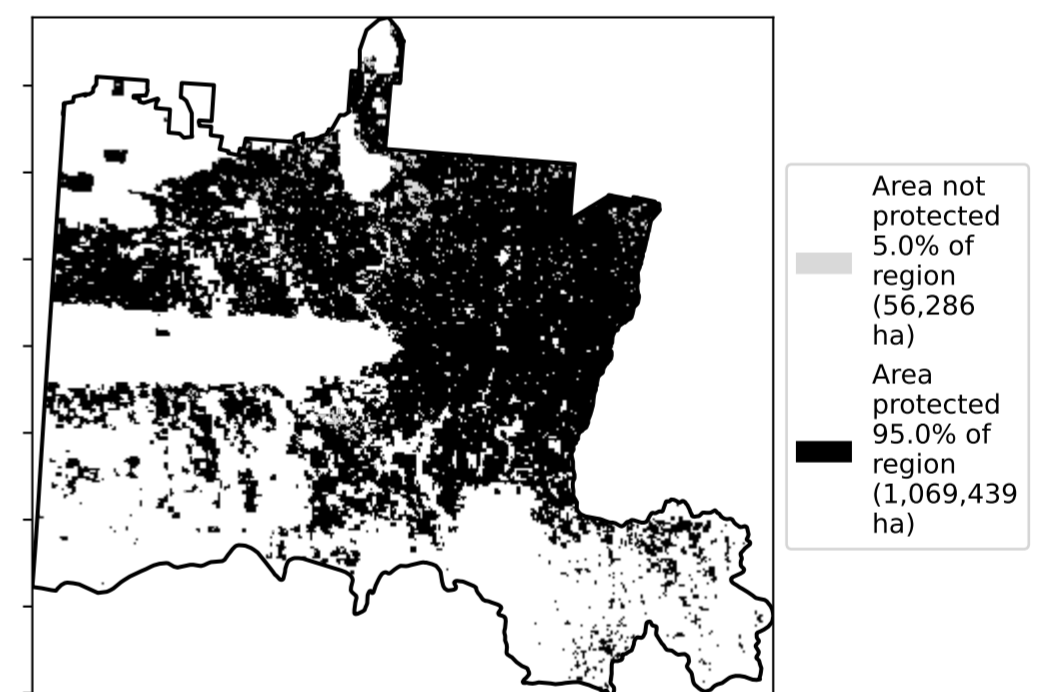 Area not
protected
5.0% of
region
(56,286
ha)
Area
protected
95.0% of
region
(1,069,439
ha)